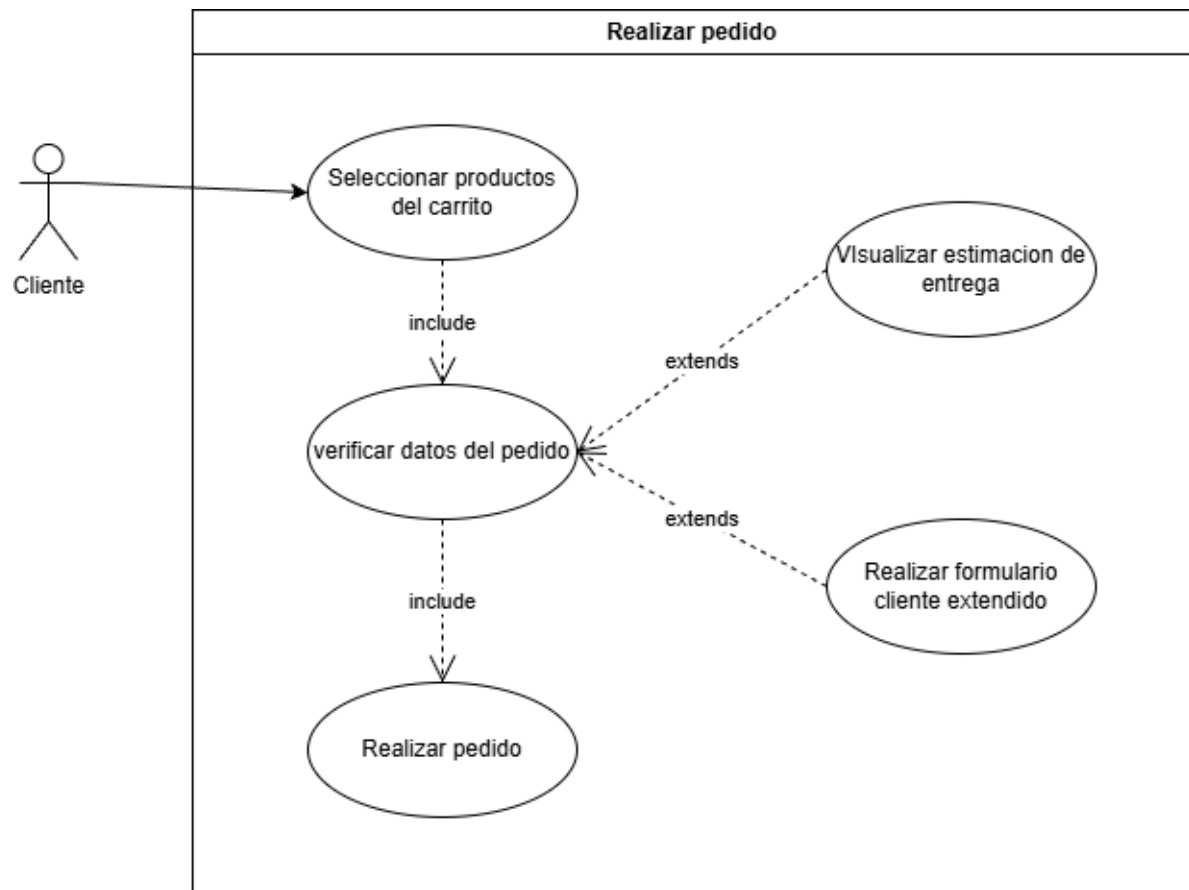 Realizar pedido
Seleccionar productos
del carrito
Cliente
VIsualizar estimacion de
entrega
include
extends
verificar datos del pedido
extends
Realizar formulario
cliente extendido
include
Realizar pedido